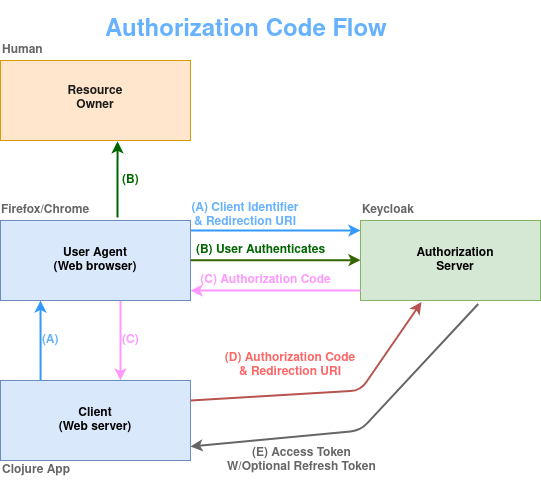 Authorization Code Flow
Human
Resource
Owner
(B)
Firefox/Chrome
(A) Client Identifier
& Redirection URI
Keycloak
User Agent
(Web browser)
(B) User Authenticates
Authorization
Server
(C) Authorization Code
(A)
(C)
(D) Authorization Code
& Redirection URI
Client
(Web server)
(E) Access Token
W/Optional Refresh Token
Clojure App